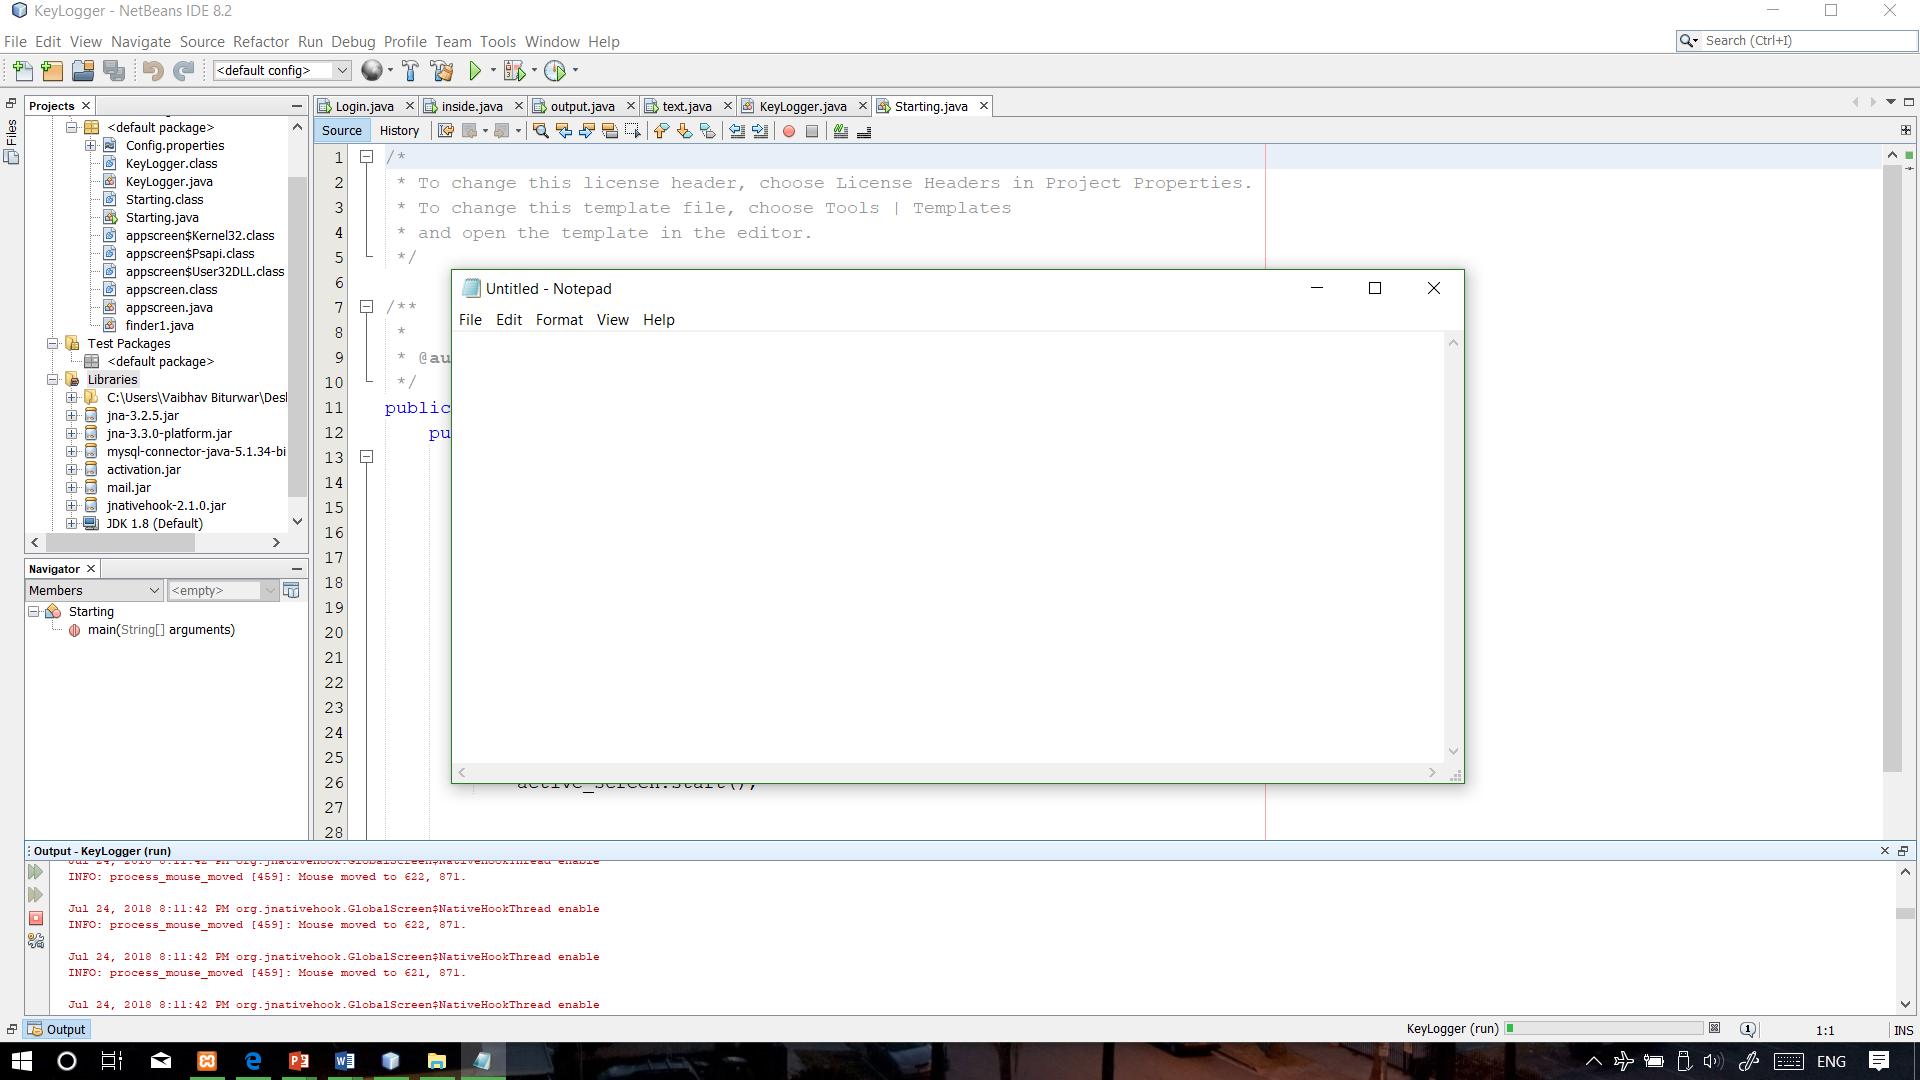 KeyLogger - NetBeans IDE 8.2
File Edit View Navigate Source Refactor Run Debug Profile Team Tools Window Help
Search (Ctrl+I)
<default config>
Files
Projects
<default package>
Config.properties
KeyLogger.class
KeyLogger.java
Starting.class
Starting.java
appscreen$Kernel32.class
appscreen$Psapi.class
appscreen$User32DLL.class
appscreen.class
appscreen.java
finder1.java
Test Packages
<default package>
Libraries
C:\Users\Vaibhav Biturwar\Desl
jna-3.2.5.jar
jna-3.3.0-platform.jar
mysql-connector-java-5.1.34-bi
activation.jar
mail.jar
jnativehook-2.1.0.jar
JDK 1.8 (Default)
Navigator
Members
<empty>
Starting
main(String[] arguments)
Login.java inside.java output.java text.java KeyLogger.java Starting.java
Source History
1 /*
2 * To change this license header, choose License Headers in Project Properties.
3 * To change this template file, choose Tools | Templates
4 * and open the template in the editor.
5 */
6
7 /**
8 *
9 * @au
10 */
11 public
12 pu
13
14
15
16
17
18
19
20
21
22
23
24
25
26 active_screen.start();
27
28
Untitled - Notepad
File Edit Format View Help
Output - KeyLogger (run)
Jul 24, 2018 8:11:42 PM org.jnativehook.GlobalScreen$NativeHookThread enable
INFO: process_mouse_moved [459]: Mouse moved to 622, 871.
Jul 24, 2018 8:11:42 PM org.jnativehook.GlobalScreen$NativeHookThread enable
INFO: process_mouse_moved [459]: Mouse moved to 622, 871.
Jul 24, 2018 8:11:42 PM org.jnativehook.GlobalScreen$NativeHookThread enable
INFO: process_mouse_moved [459]: Mouse moved to 621, 871.
Jul 24, 2018 8:11:42 PM org.jnativehook.GlobalScreen$NativeHookThread enable
Output
KeyLogger (run)
1
1:1
INS
ENG